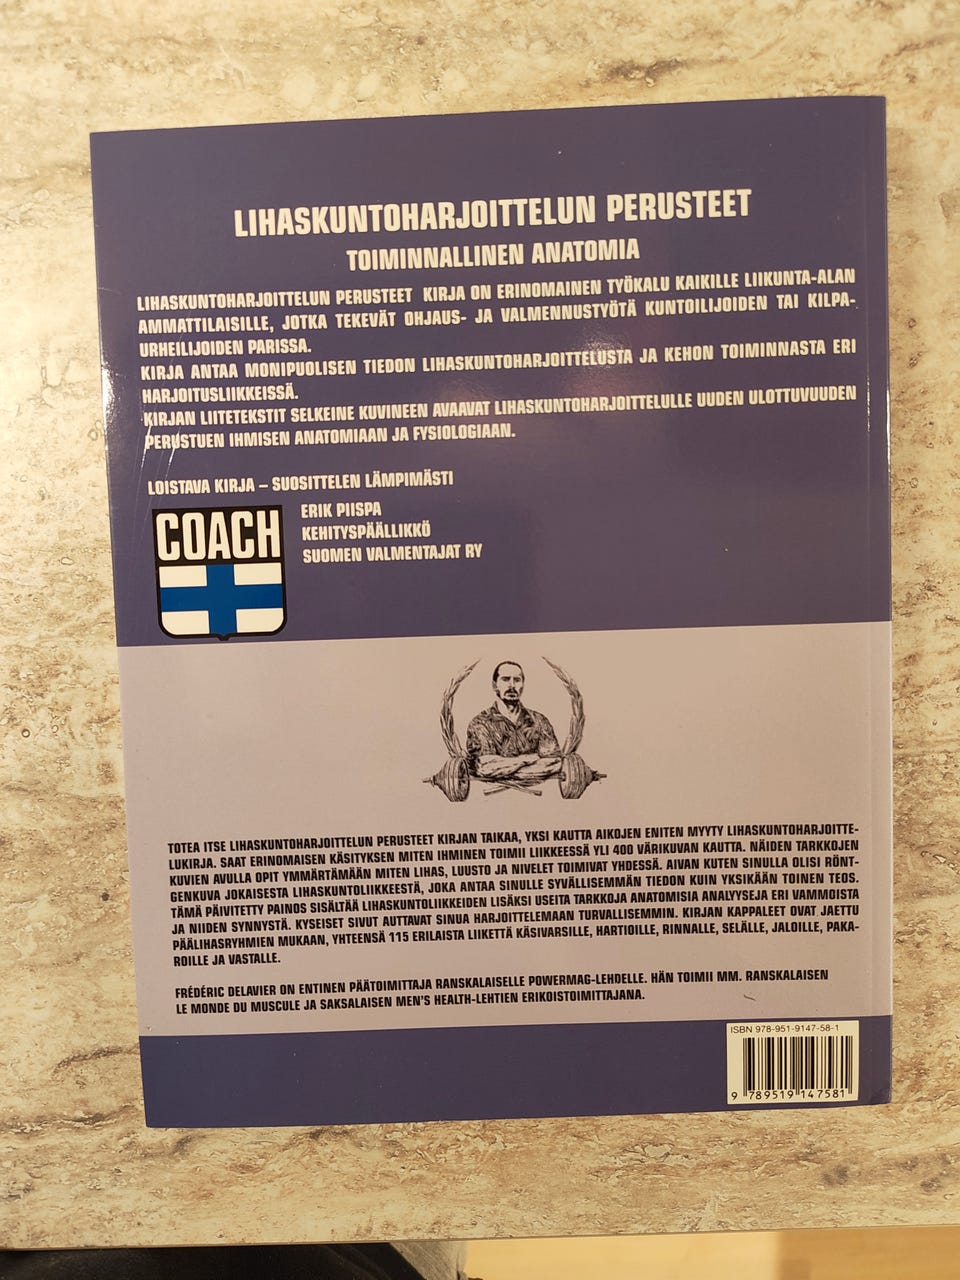 LIHASKUNTOHARJOITTELUN PERUSTEET
TOIMINNALLINEN ANATOMIA
LIHASKUNTOHARJOITTELUN PERUSTEET KIRJA ON ERINOMAINEN TYÖKALU KAIKILLE LIIKUNTA-ALAN
AMMATTILAISILLE, JOTKA TEKEVÄT OHJAUS- JA VALMENNUSTYÖTÄ KUNTOILIJOIDEN TAI KILPA-
URHEILIJOIDEN PARISSA.
KIRJA ANTAA MONIPUOLISEN TIEDON LIHASKUNTOHARJOITTELUSTA JA KEHON TOIMINNASTA ERI
HARJOITUSLIIKKEISSÄ.
KIRJAN LIITETEKSTIT SELKEINE KUVINEEN AVAAVAT LIHASKUNTOHARJOITTELULLE UUDEN ULOTTUVUUDEN
PERUSTUEN IHMISEN ANATOMIAAN JA FYSIOLOGIAAN.
LOISTAVA KIRJA – SUOSITTELEN LÄMPIMÄSTI
COACH
ERIK PIISPA
KEHITYSPÄÄLLIKKÖ
SUOMEN VALMENTAJAT RY
TOTEA ITSE LIHASKUNTOHARJOITTELUN PERUSTEET KIRJAN TAIKAA, YKSI KAUTTA AIKOJEN ENITEN MYYTY LIHASKUNTOHARJOITTE-
LUKIRJA. SAAT ERINOMAISEN KÄSITYKSEN MITEN IHMINEN TOIMII LIIKKEESSÄ YLI 400 VÄRIKUVAN KAUTTA. NÄIDEN TARKKOJEN
KUVIEN AVULLA OPIT YMMÄRTÄMÄÄN MITEN LIHAS, LUUSTO JA NIVELET TOIMIVAT YHDESSÄ. AIVAN KUTEN SINULLA OLISI RÖNT-
GENKUVA JOKAISESTA LIHASKUNTOLIIKKEESTÄ, JOKA ANTAA SINULLE SYVÄLLISEMMÄN TIEDON KUIN YKSIKÄÄN TOINEN TEOS.
TÄMÄ PÄIVITETTY PAINOS SISÄLTÄÄ LIHASKUNTOLIIKKEIDEN LISÄKSI USEITA TARKKOJA ANATOMISIA ANALYYSEJA ERI VAMMOISTA
JA NIIDEN SYNNYSTÄ. KYSEISET SIVUT AUTTAVAT SINUA HARJOITTELEMAAN TURVALLISEMMIN. KIRJAN KAPPALEET OVAT JAETTU
PÄÄLIHASRYHMIEN MUKAAN, YHTEENSÄ 115 ERILAISTA LIIKETTÄ KÄSIVARSILLE, HARTIOILLE, RINNALLE, SELÄLLE, JALOILLE, PAKA-
ROILLE JA VASTALLE.
FRÉDÉRIC DELAVIER ON ENTINEN PÄÄTOIMITTAJA RANSKALAISELLE POWERMAG-LEHDELLE. HÄN TOIMII MM. RANSKALAISEN
LE MONDE DU MUSCULE JA SAKSALAISEN MEN'S HEALTH-LEHTIEN ERIKOISTOIMITTAJANA.
ISBN 978-951-9147-58-1
9 789519 147581